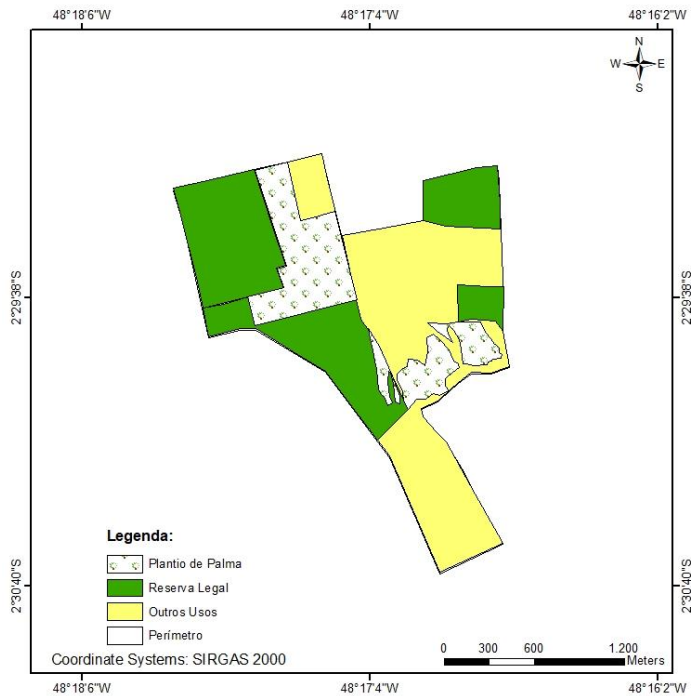 48°18'6"W 48°17'4"W 48°16'2"W
N
W E
S
2°29'38"S 2°29'38"S
2°30'40"S 2°30'40"S
Legenda:
Plantio de Palma
Reserva Legal
Outros Usos
Perímetro
Coordinate Systems: SIRGAS 2000
0 300 600 1.200
Meters
48°18'6"W 48°17'4"W 48°16'2"W